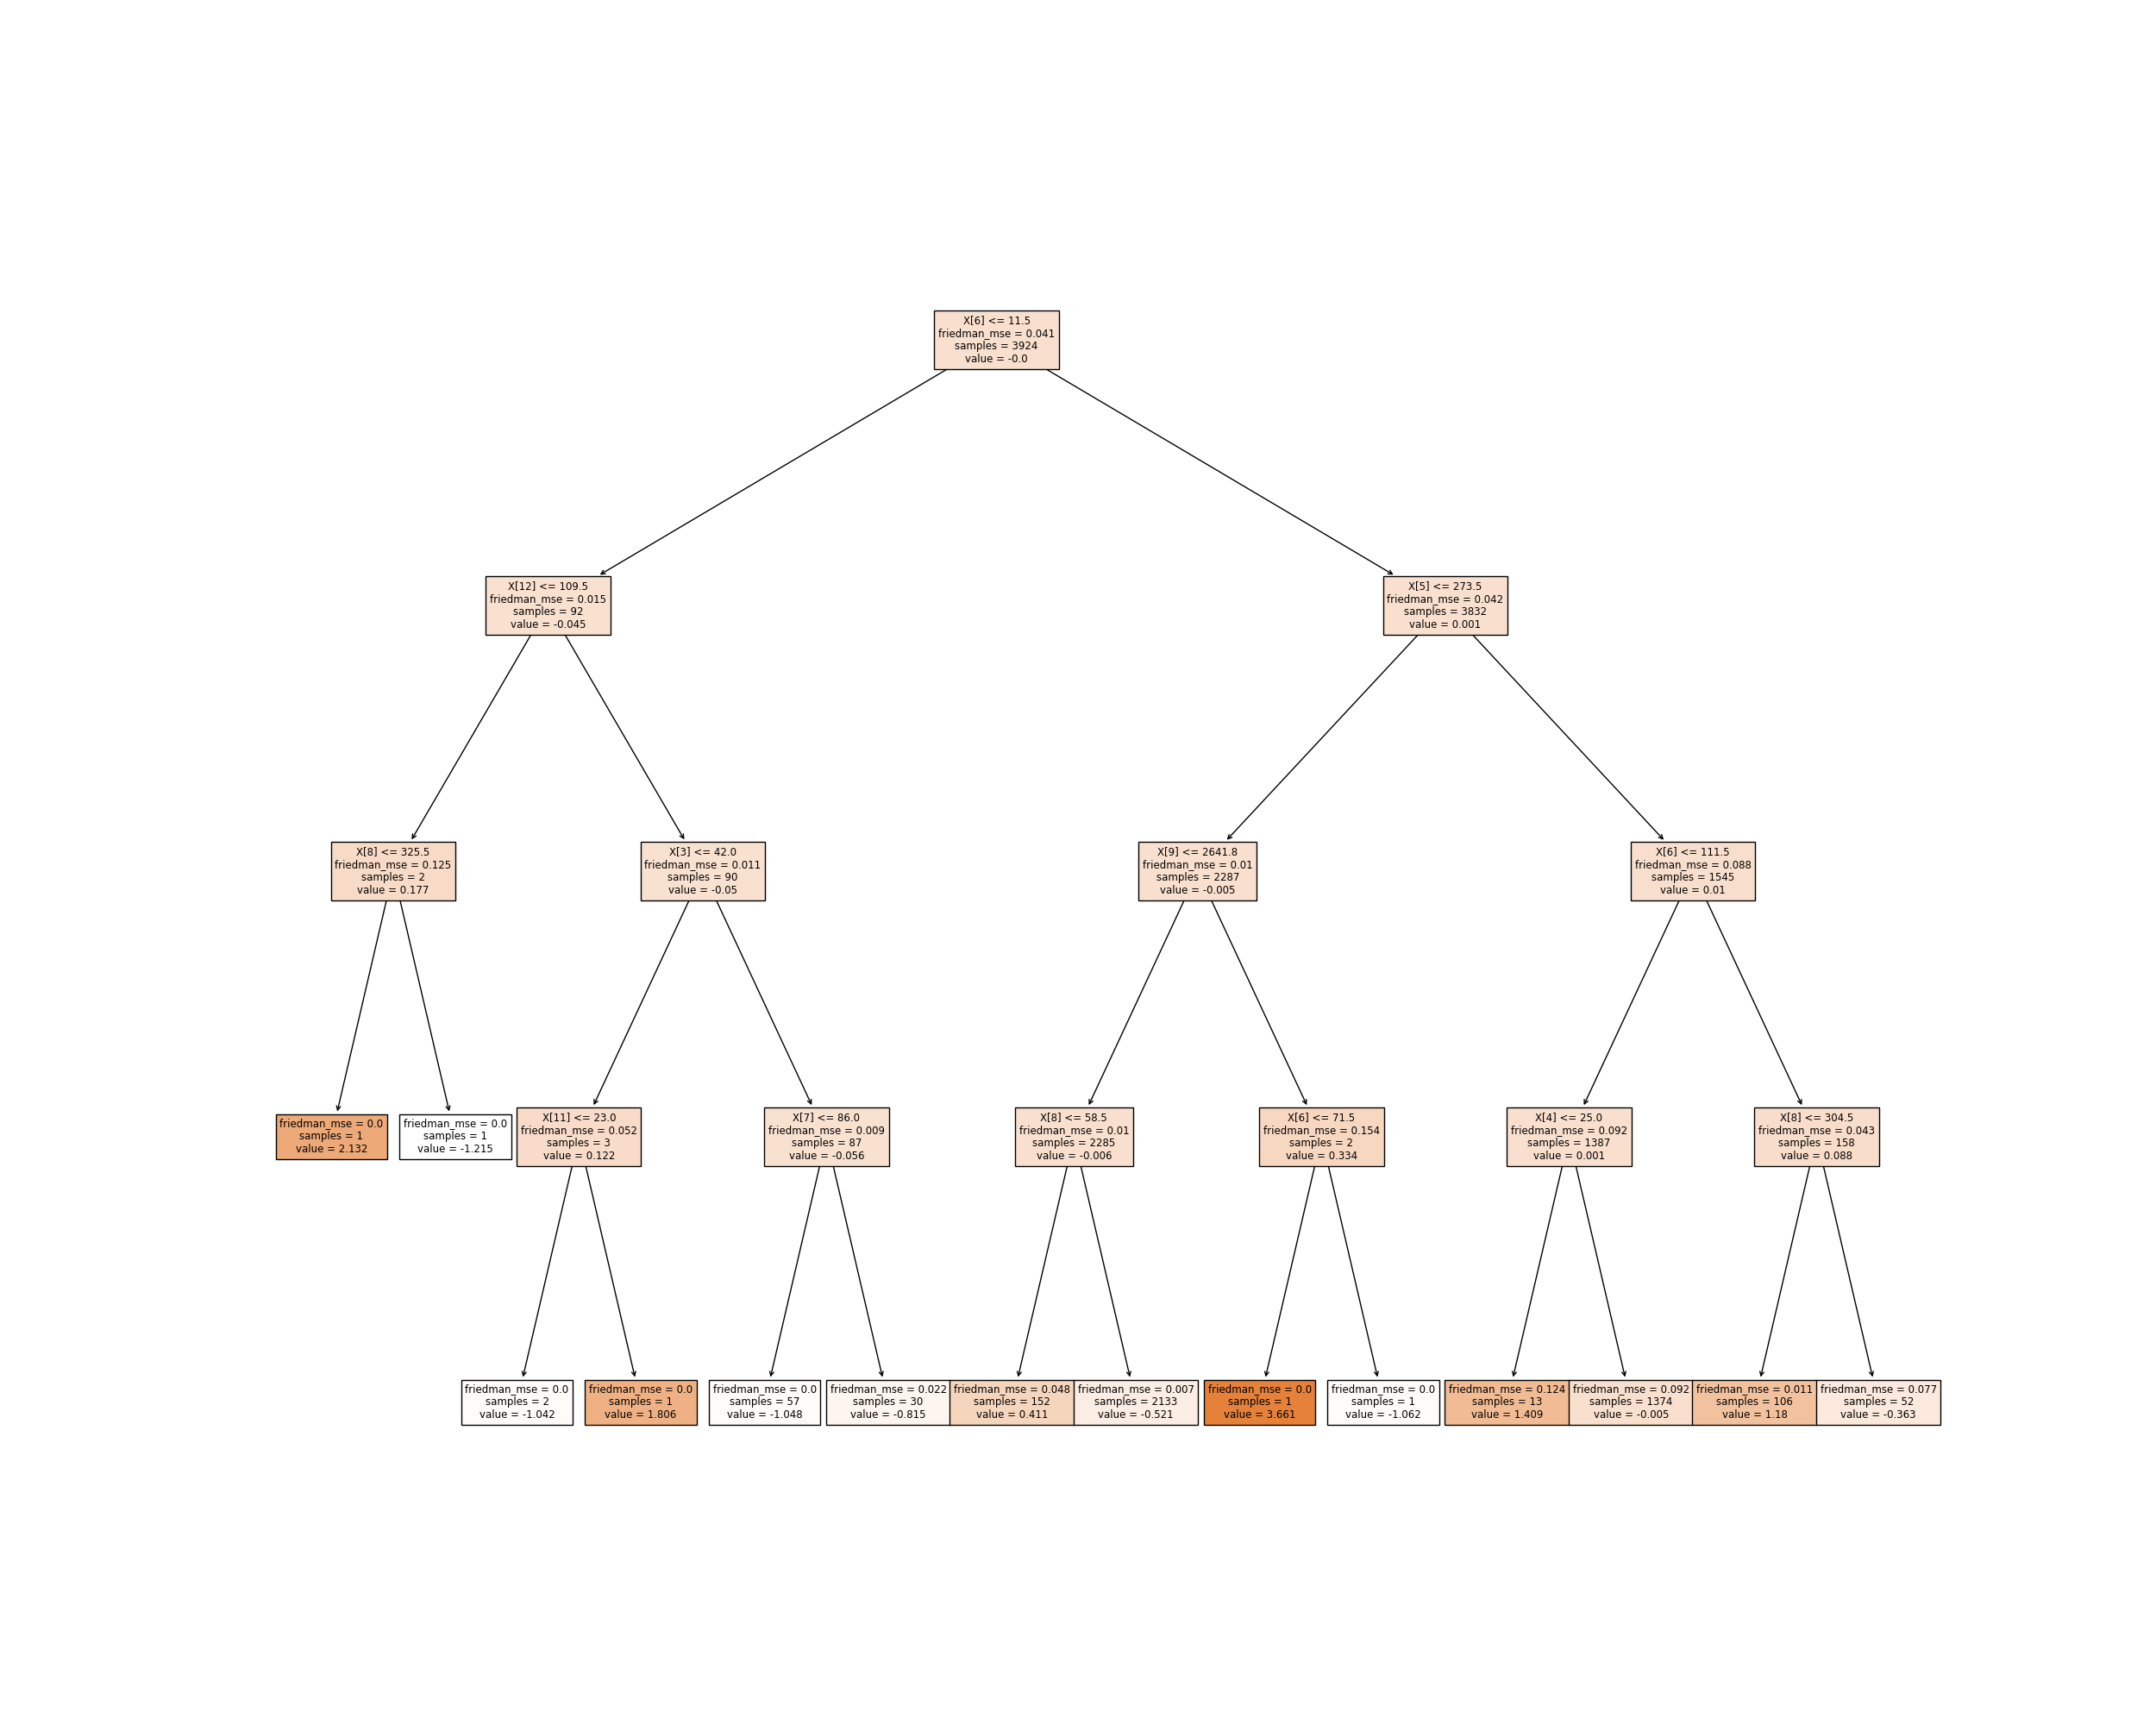 X[6] <= 11.5
friedman_mse = 0.041
samples = 3924
value = -0.0
X[12] <= 109.5
friedman_mse = 0.015
samples = 92
value = -0.045
X[5] <= 273.5
friedman_mse = 0.042
samples = 3832
value = 0.001
X[8] <= 325.5
friedman_mse = 0.125
samples = 2
value = 0.177
X[3] <= 42.0
friedman_mse = 0.011
samples = 90
value = -0.05
X[9] <= 2641.8
friedman_mse = 0.01
samples = 2287
value = -0.005
X[6] <= 111.5
friedman_mse = 0.088
samples = 1545
value = 0.01
friedman_mse = 0.0
samples = 1
value = 2.132
friedman_mse = 0.0
samples = 1
value = -1.215
X[11] <= 23.0
friedman_mse = 0.052
samples = 3
value = 0.122
X[7] <= 86.0
friedman_mse = 0.009
samples = 87
value = -0.056
X[8] <= 58.5
friedman_mse = 0.01
samples = 2285
value = -0.006
X[6] <= 71.5
friedman_mse = 0.154
samples = 2
value = 0.334
X[4] <= 25.0
friedman_mse = 0.092
samples = 1387
value = 0.001
X[8] <= 304.5
friedman_mse = 0.043
samples = 158
value = 0.088
friedman_mse = 0.0
samples = 2
value = -1.042
friedman_mse = 0.0
samples = 1
value = 1.806
friedman_mse = 0.0
samples = 57
value = -1.048
friedman_mse = 0.022
samples = 30
value = -0.815
friedman_mse = 0.048
samples = 152
value = 0.411
friedman_mse = 0.007
samples = 2133
value = -0.521
friedman_mse = 0.0
samples = 1
value = 3.661
friedman_mse = 0.0
samples = 1
value = -1.062
friedman_mse = 0.124
samples = 13
value = 1.409
friedman_mse = 0.092
samples = 1374
value = -0.005
friedman_mse = 0.011
samples = 106
value = 1.18
friedman_mse = 0.077
samples = 52
value = -0.363